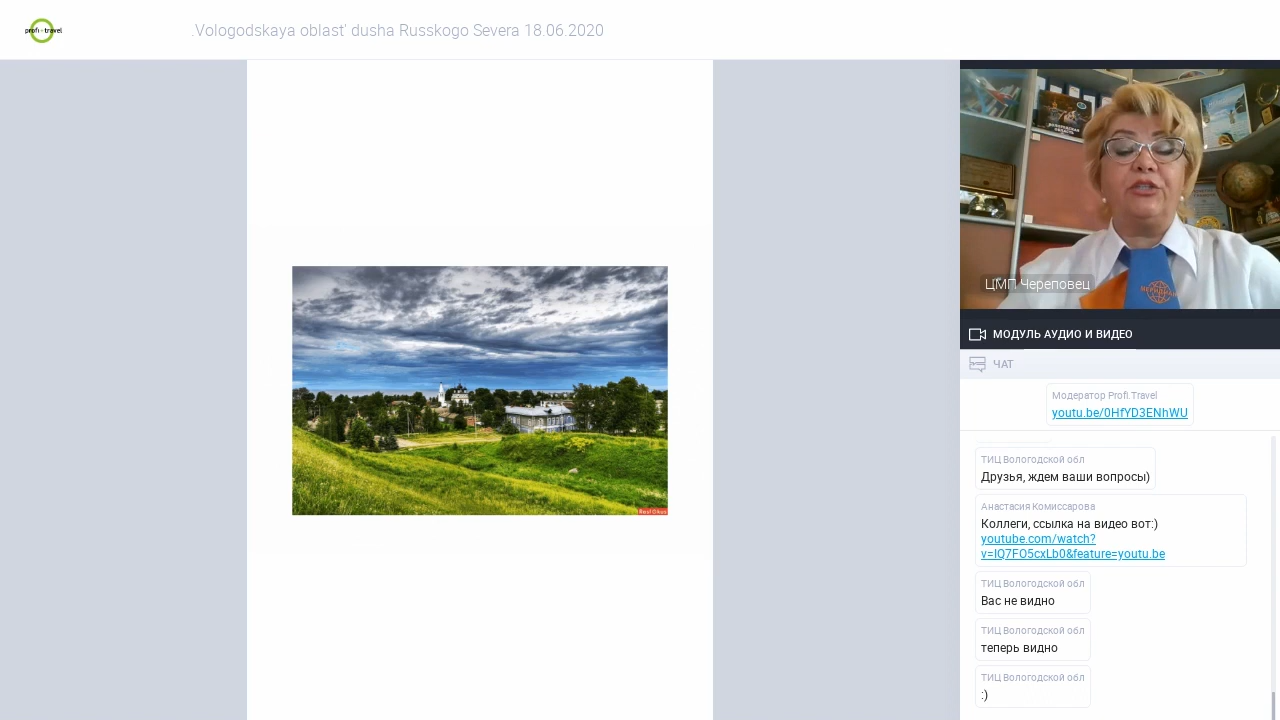 profi travel
.Vologodskaya oblast' dusha Russkogo Severa 18.06.2020
ВОЛОГОДСКАЯ
ОБЛАСТЬ
МЕРИДИАН
ЦМП Череповец
МОДУЛЬ АУДИО И ВИДЕО
ЧАТ
Модератор Profi.Travel
youtu.be/0HfYD3ENhWU
ТИЦ Вологодской обл
Друзья, ждем ваши вопросы)
Анастасия Комиссарова
Коллеги, ссылка на видео вот:)
youtube.com/watch?
v=IQ7FO5cxLb0&feature=youtu.be
ТИЦ Вологодской обл
Вас не видно
ТИЦ Вологодской обл
теперь видно
ТИЦ Вологодской обл
:)